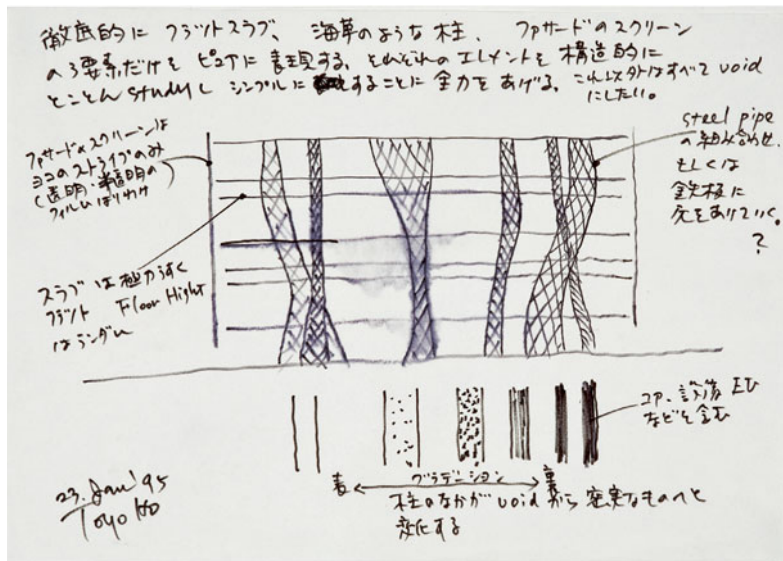 徹底的に フラットスラブ、 海草のような柱、 ファサードのスクリーン
の3要素だけを ピュアに 表現する。それぞれの エレメントを 構造的に
とことん Studyし シンプルに することに 全力を あげる。 これ以外はすべて void
にしたい。
ファサードのスクリーンは
ヨコのストライプのみ
(透明・半透明の
フィルムはりわけ
steel pipe
の組み合わせ、
もしくは
鉄板に
穴をあけていく。
?
スラブは極力うすく
フラット Floor Hight
はランダム
コア、設備、EV
などを含む
表 グラデーション 裏
柱のなかが void から 密実なものへと
変化する
23. Jan '95
Toyo Ito